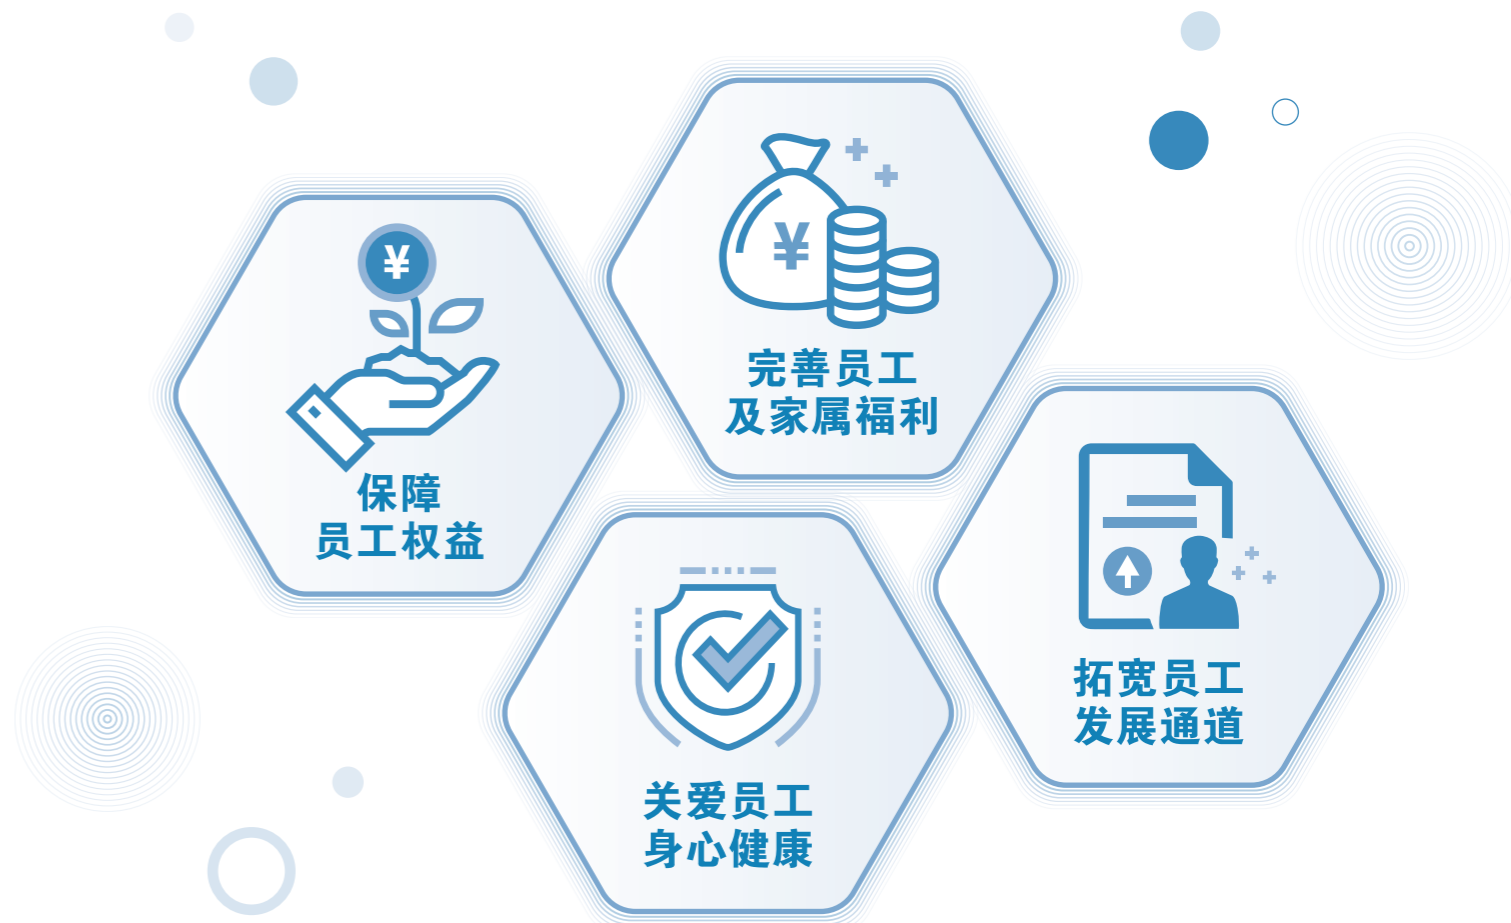 ¥
保障
员工权益
¥
完善员工
及家属福利
关爱员工
身心健康
拓宽员工
发展通道